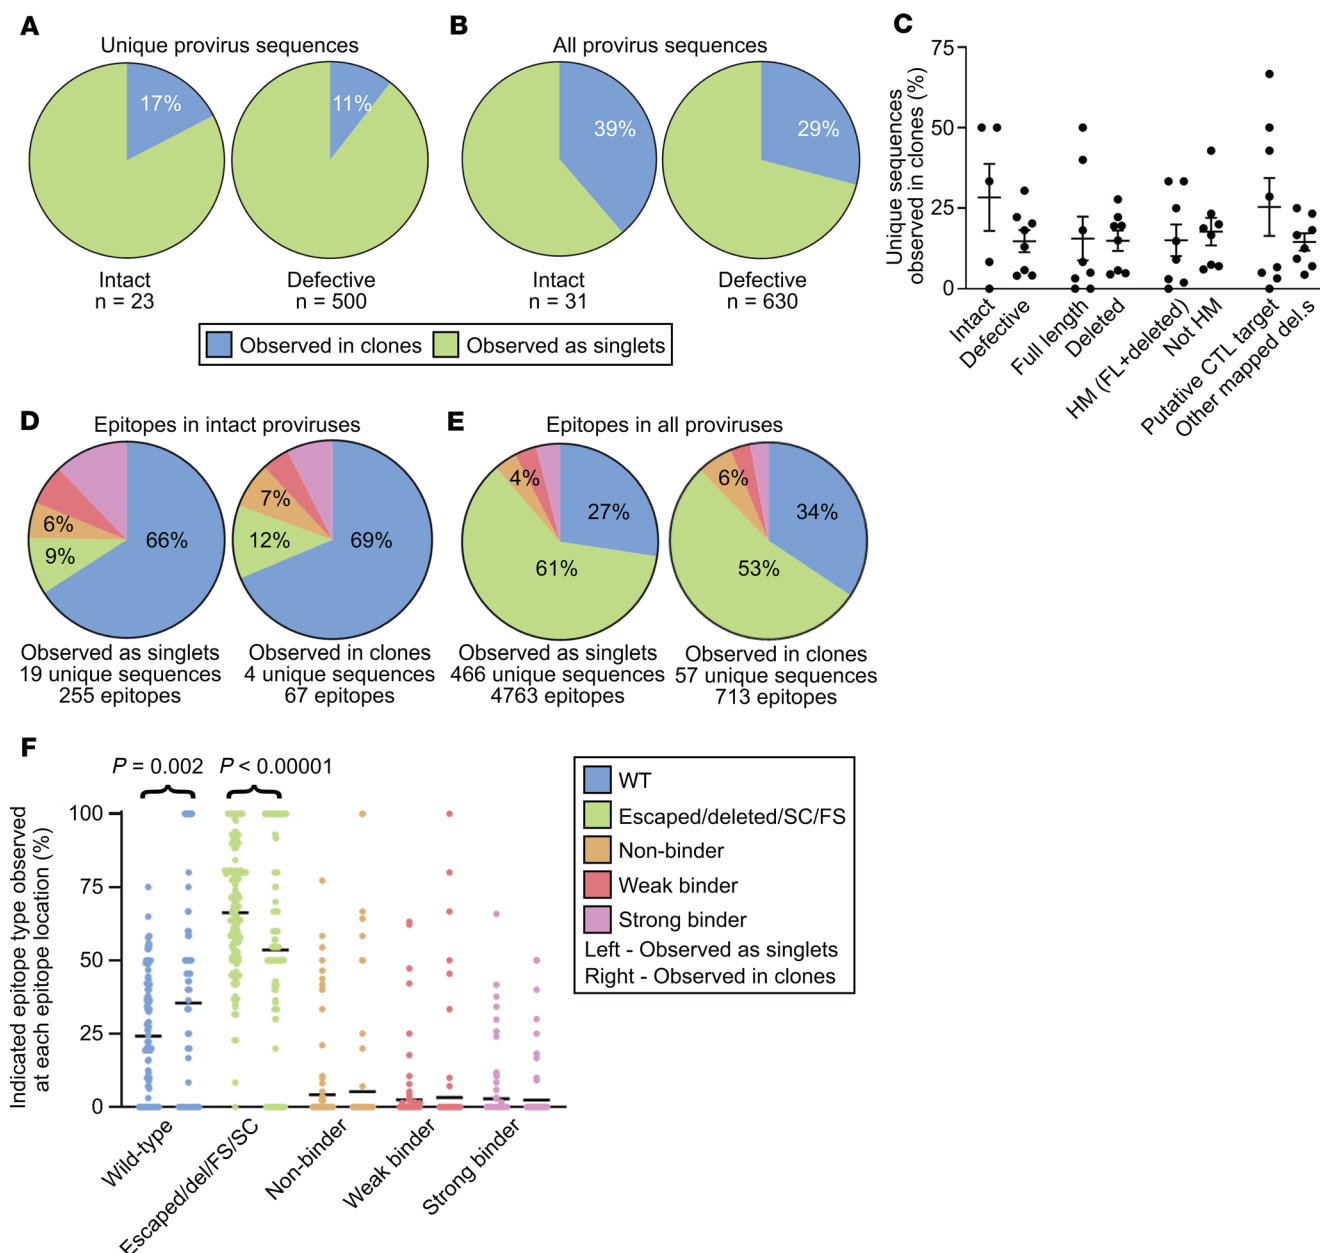 A
Unique provirus sequences
17%
11%
Intact
n = 23
Defective
n = 500
B
All provirus sequences
39%
29%
Intact
n = 31
Defective
n = 630
Observed in clones
Observed as singlets
C
Unique sequences
observed in clones (%)
75
50
25
0
Intact
Defective
Full length
Deleted
HM (FL+deleted)
Not HM
Putative CTL target
Other mapped del.s
D
Epitopes in intact proviruses
66%
9%
6%
69%
12%
7%
Observed as singlets
19 unique sequences
255 epitopes
Observed in clones
4 unique sequences
67 epitopes
E
Epitopes in all proviruses
4%
27%
61%
6%
34%
53%
Observed as singlets
466 unique sequences
4763 epitopes
Observed in clones
57 unique sequences
713 epitopes
F
P = 0.002
P < 0.00001
Indicated epitope type observed
at each epitope location (%)
100
75
50
25
0
Wild-type
Escaped/del/FS/SC
Non-binder
Weak binder
Strong binder
WT
Escaped/deleted/SC/FS
Non-binder
Weak binder
Strong binder
Left - Observed as singlets
Right - Observed in clones